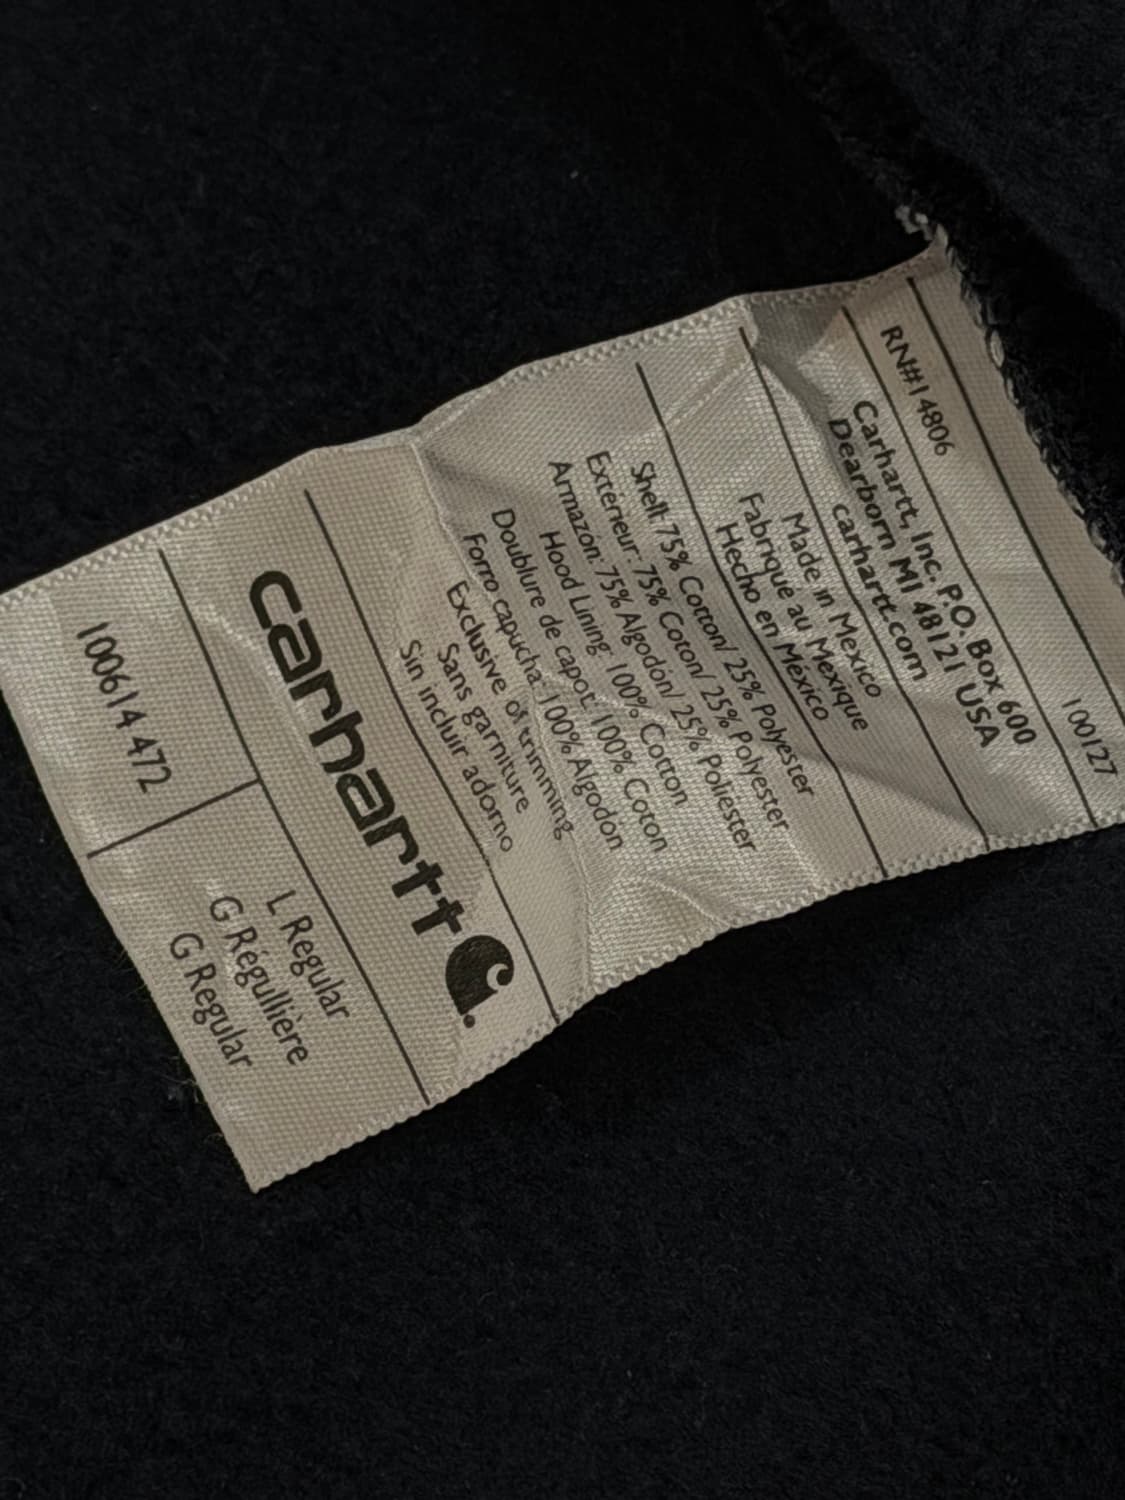 100614 472
L Regular
G Régullière
G Regular
carhartt
Sin incluir adorno
Sans garniture
Exclusive of trimming
Forro capucha: 100% Algodon
Doublure de capot: 100% Coton
Hood Lining: 100% Cotton
Armazon: 75% Algodon/ 25% Poliester
Extérieur: 75% Coton/ 25% Polyester
Shell: 75% Cotton/ 25% Polyester
Hecho en México
Fabriqué au Mexique
Made in Mexico
carhartt.com
Dearborn MI 48121 USA
Carhartt, Inc. P.O. Box 600
RN#14806
100127